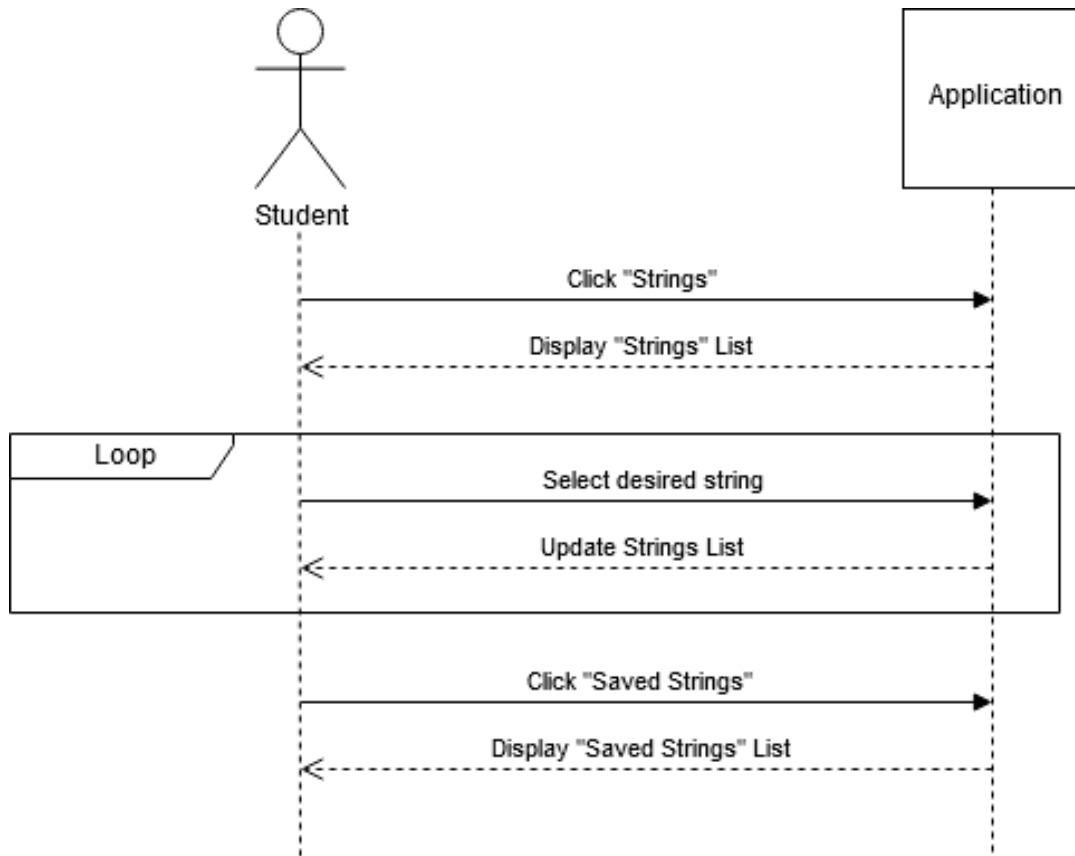 Application
Student
Click "Strings"
Display "Strings" List
Loop
Select desired string
Update Strings List
Click "Saved Strings"
Display "Saved Strings" List